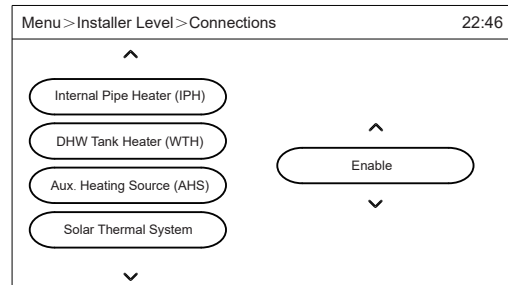 Menu>Installer Level>Connections 22:46
Internal Pipe Heater (IPH)
DHW Tank Heater (WTH)
Enable
Aux. Heating Source (AHS)
Solar Thermal System